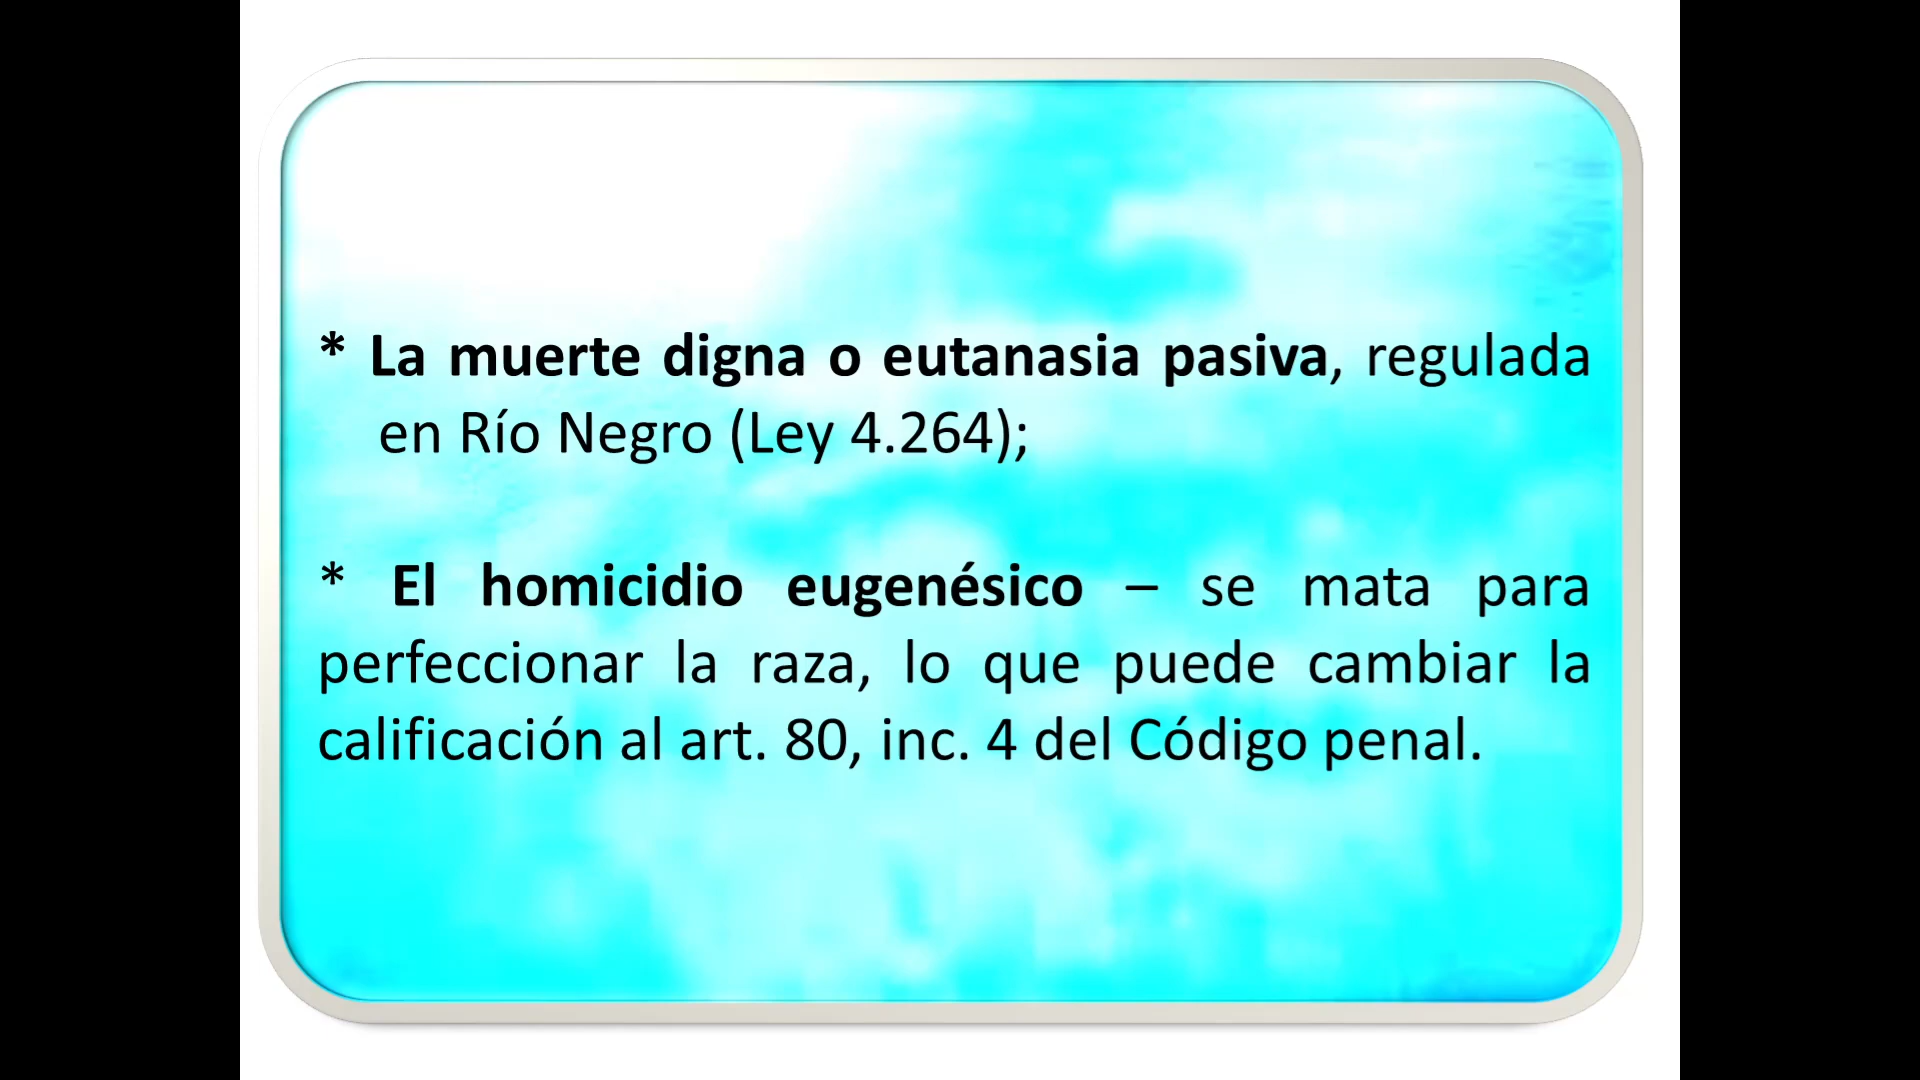 * La muerte digna o eutanasia pasiva, regulada
en Río Negro (Ley 4.264);
* El homicidio eugenésico – se mata para
perfeccionar la raza, lo que puede cambiar la
calificación al art. 80, inc. 4 del Código penal.